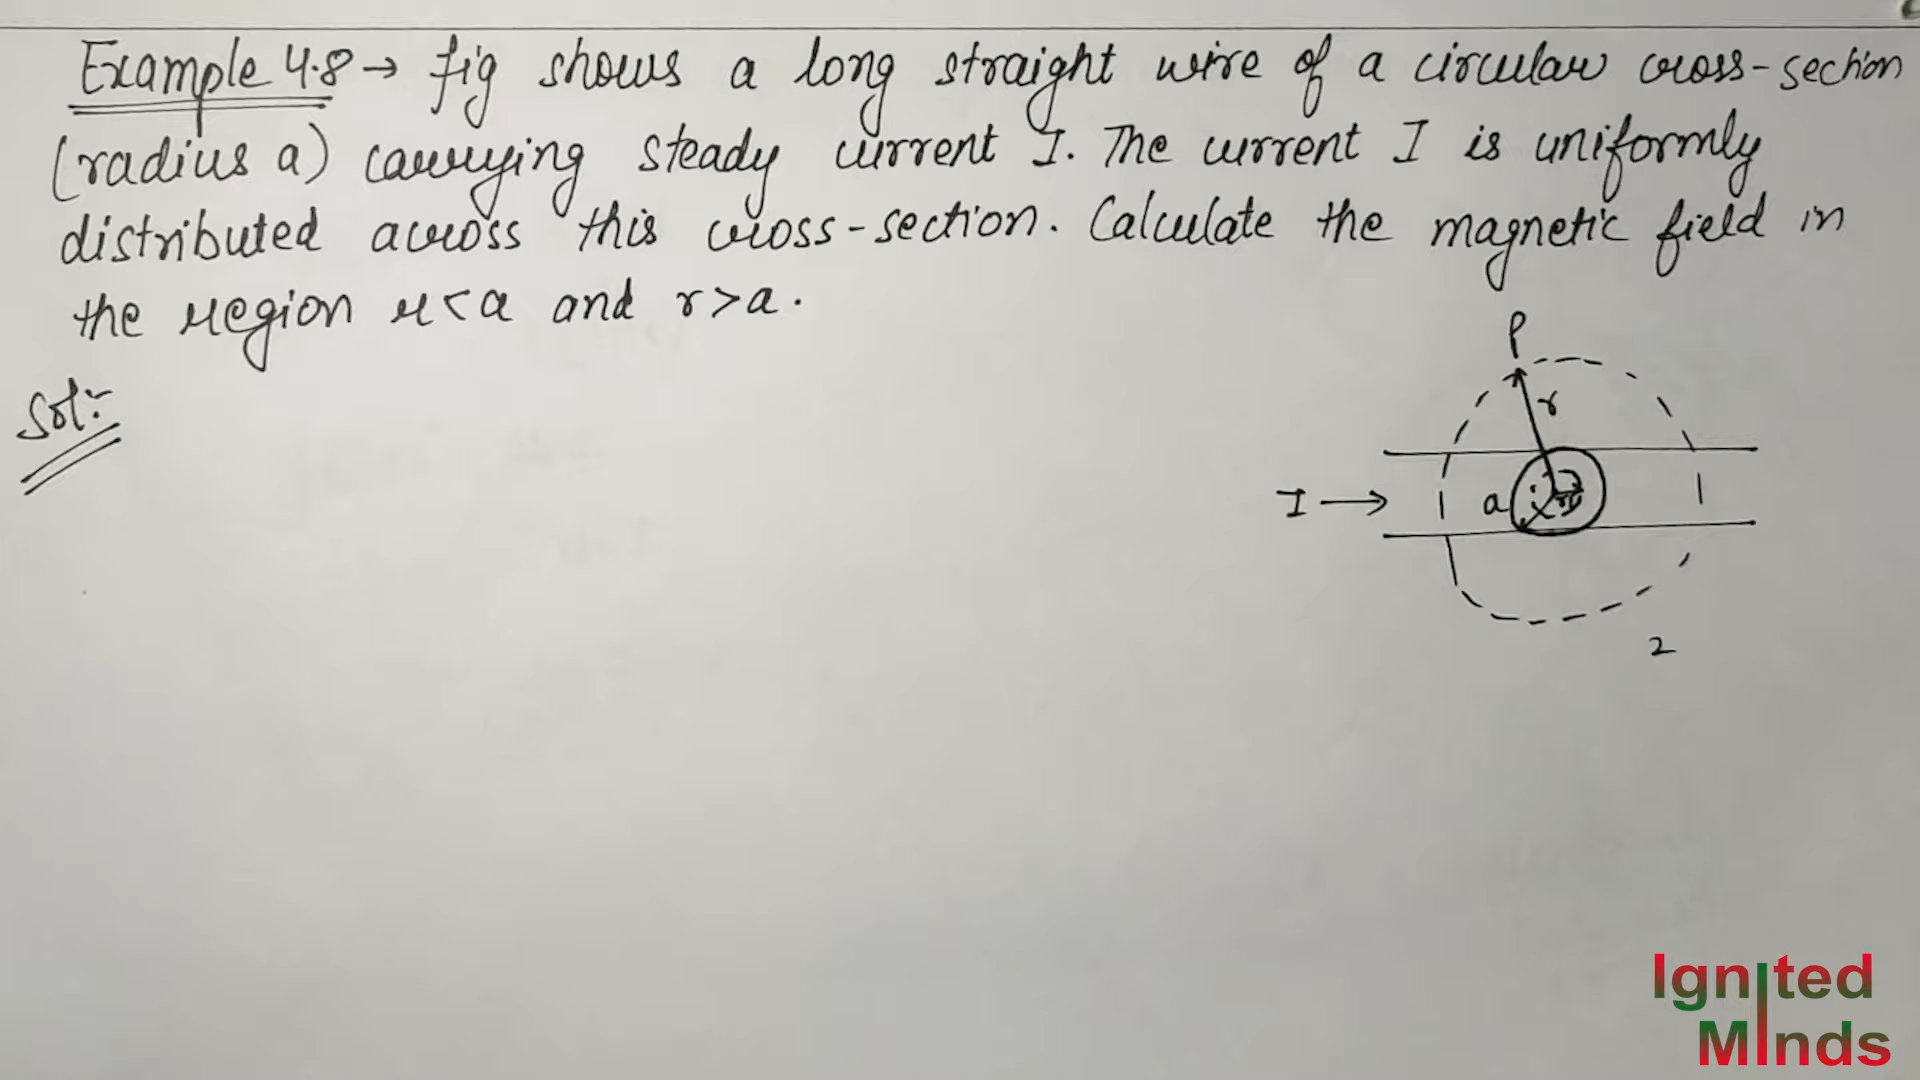 Example 4.8 → fig shows a long straight wire of a circular cross-section
(radius a) carrying steady current I. The current I is uniformly
distributed across this cross-section. Calculate the magnetic field in
the region r < a and r > a.
Sol:-
P
r
I → a
2
Ignited
Minds